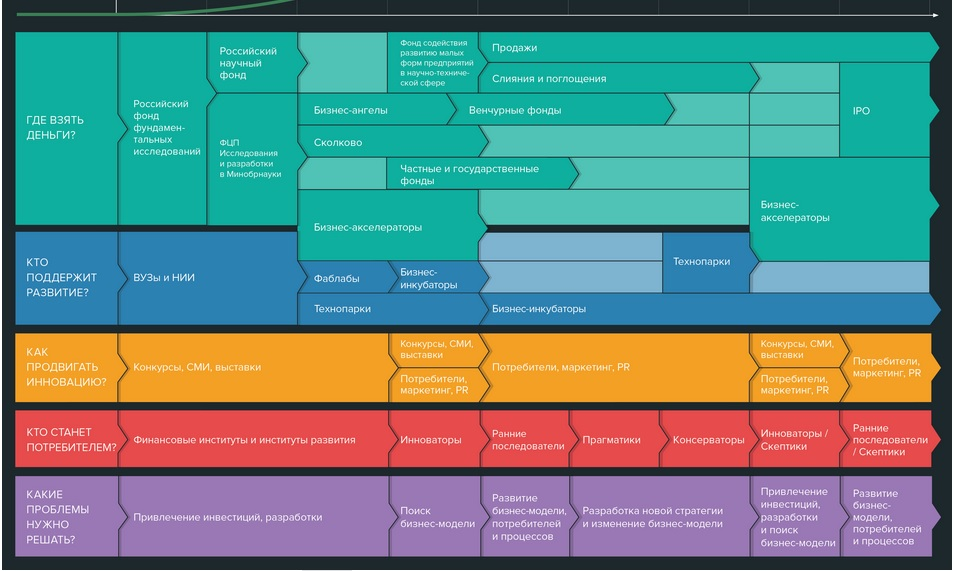 ГДЕ ВЗЯТЬ
ДЕНЬГИ?
Российский
фонд
фундамен-
тальных
исследований
Российский
научный
фонд
ФЦП
Исследования
и разработки
в Минобрнауки
Фонд содействия
развитию малых
форм предприятий
в научно-техниче-
ской сфере
Продажи
Слияния и поглощения
Бизнес-ангелы
Венчурные фонды
IPO
Сколково
Частные и государственные
фонды
Бизнес-акселераторы
Бизнес-
акселераторы
КТО
ПОДДЕРЖИТ
РАЗВИТИЕ?
ВУЗы и НИИ
Фаблабы
Бизнес-
инкубаторы
Технопарки
Технопарки
Бизнес-инкубаторы
КАК
ПРОДВИГАТЬ
ИННОВАЦИЮ?
Конкурсы, СМИ, выставки
Конкурсы, СМИ,
выставки
Потребители,
маркетинг, PR
Потребители, маркетинг, PR
Конкурсы, СМИ,
выставки
Потребители,
маркетинг, PR
Потребители,
маркетинг, PR
КТО СТАНЕТ
ПОТРЕБИТЕЛЕМ?
Финансовые институты и институты развития
Инноваторы
Ранние
последователи
Прагматики
Консерваторы
Инноваторы /
Скептики
Ранние
последователи
/ Скептики
КАКИЕ
ПРОБЛЕМЫ
НУЖНО
РЕШАТЬ?
Привлечение инвестиций, разработки
Поиск
бизнес-модели
Развитие
бизнес-модели,
потребителей
и процессов
Разработка новой стратегии
и изменение бизнес-модели
Привлечение
инвестиций,
разработки
и поиск
бизнес-модели
Развитие
бизнес-
модели,
потребителей
и процессов